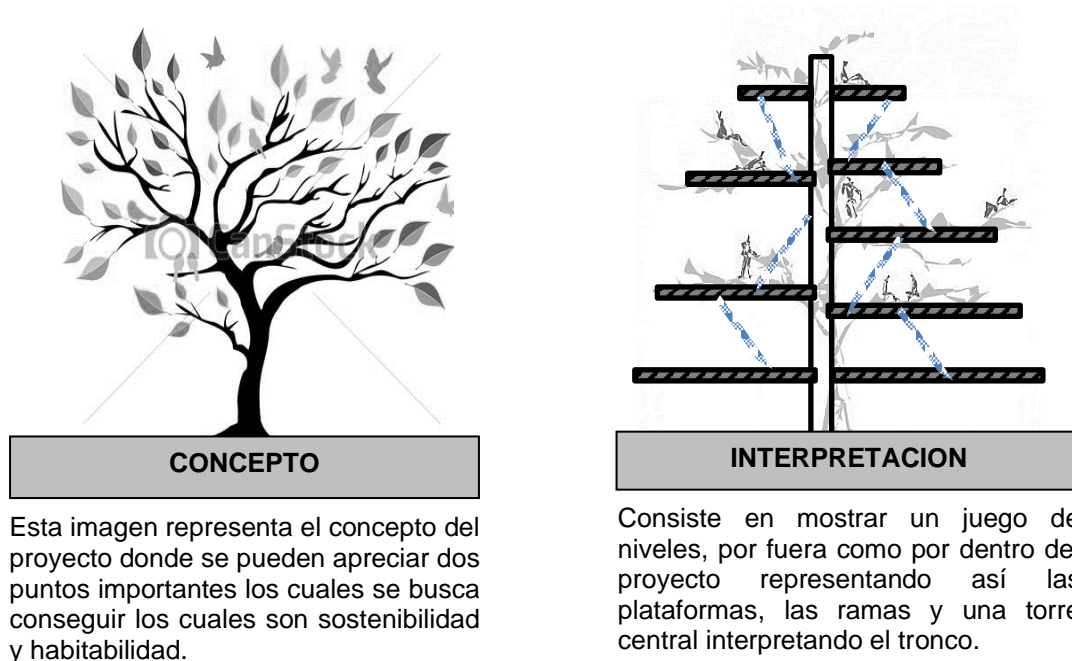 CanStock
CONCEPTO
Esta imagen representa el concepto del
proyecto donde se pueden apreciar dos
puntos importantes los cuales se busca
conseguir los cuales son sostenibilidad
y habitabilidad.
INTERPRETACION
Consiste en mostrar un juego de
niveles, por fuera como por dentro del
proyecto representando así las
plataformas, las ramas y una torre
central interpretando el tronco.